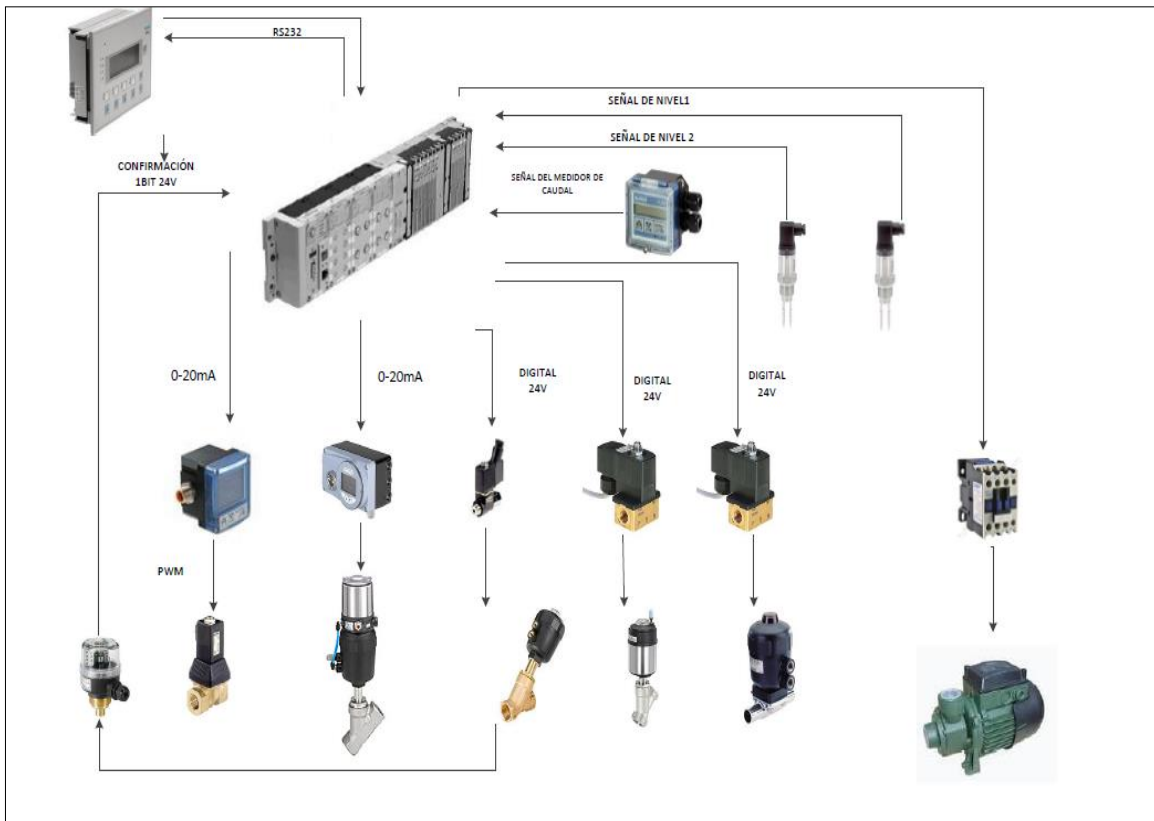 RS232
SEÑAL DE NIVEL1
SEÑAL DE NIVEL 2
CONFIRMACIÓN
1BIT 24V
SEÑAL DEL MEDIDOR DE
CAUDAL
0-20mA
0-20mA
DIGITAL
24V
DIGITAL
24V
DIGITAL
24V
PWM